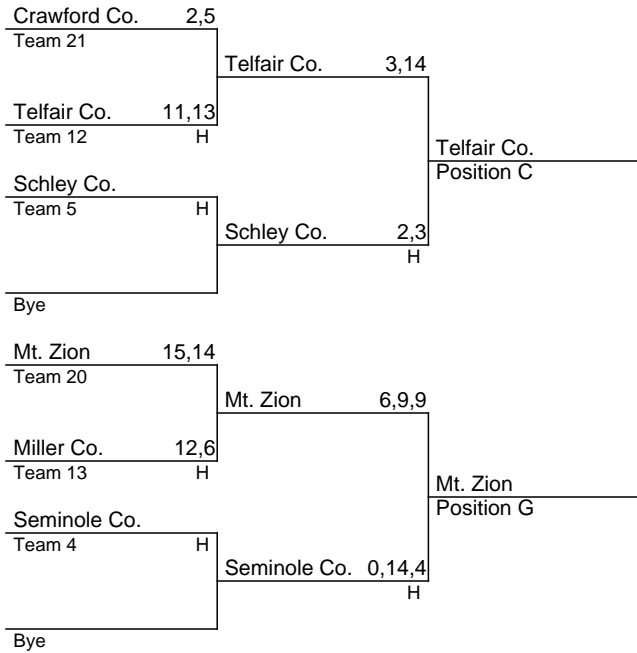 Crawford Co. 2,5
Team 21
Telfair Co. 3,14
Telfair Co. 11,13
Team 12 H
Telfair Co.
Position C
Schley Co.
Team 5 H
Schley Co. 2,3
H
Bye
Mt. Zion 15,14
Team 20
Mt. Zion 6,9,9
Miller Co. 12,6
Team 13 H
Mt. Zion
Position G
Seminole Co.
Team 4 H
Seminole Co. 0,14,4
H
Bye